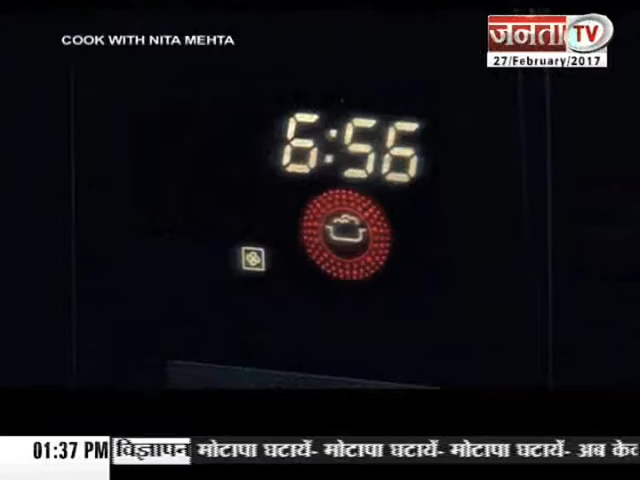 COOK WITH NITA MEHTA
जनता TV
27/February/2017
6:56
01:37 PM विज्ञापन मोटापा घटायें- मोटापा घटायें- मोटापा घटायें- अब